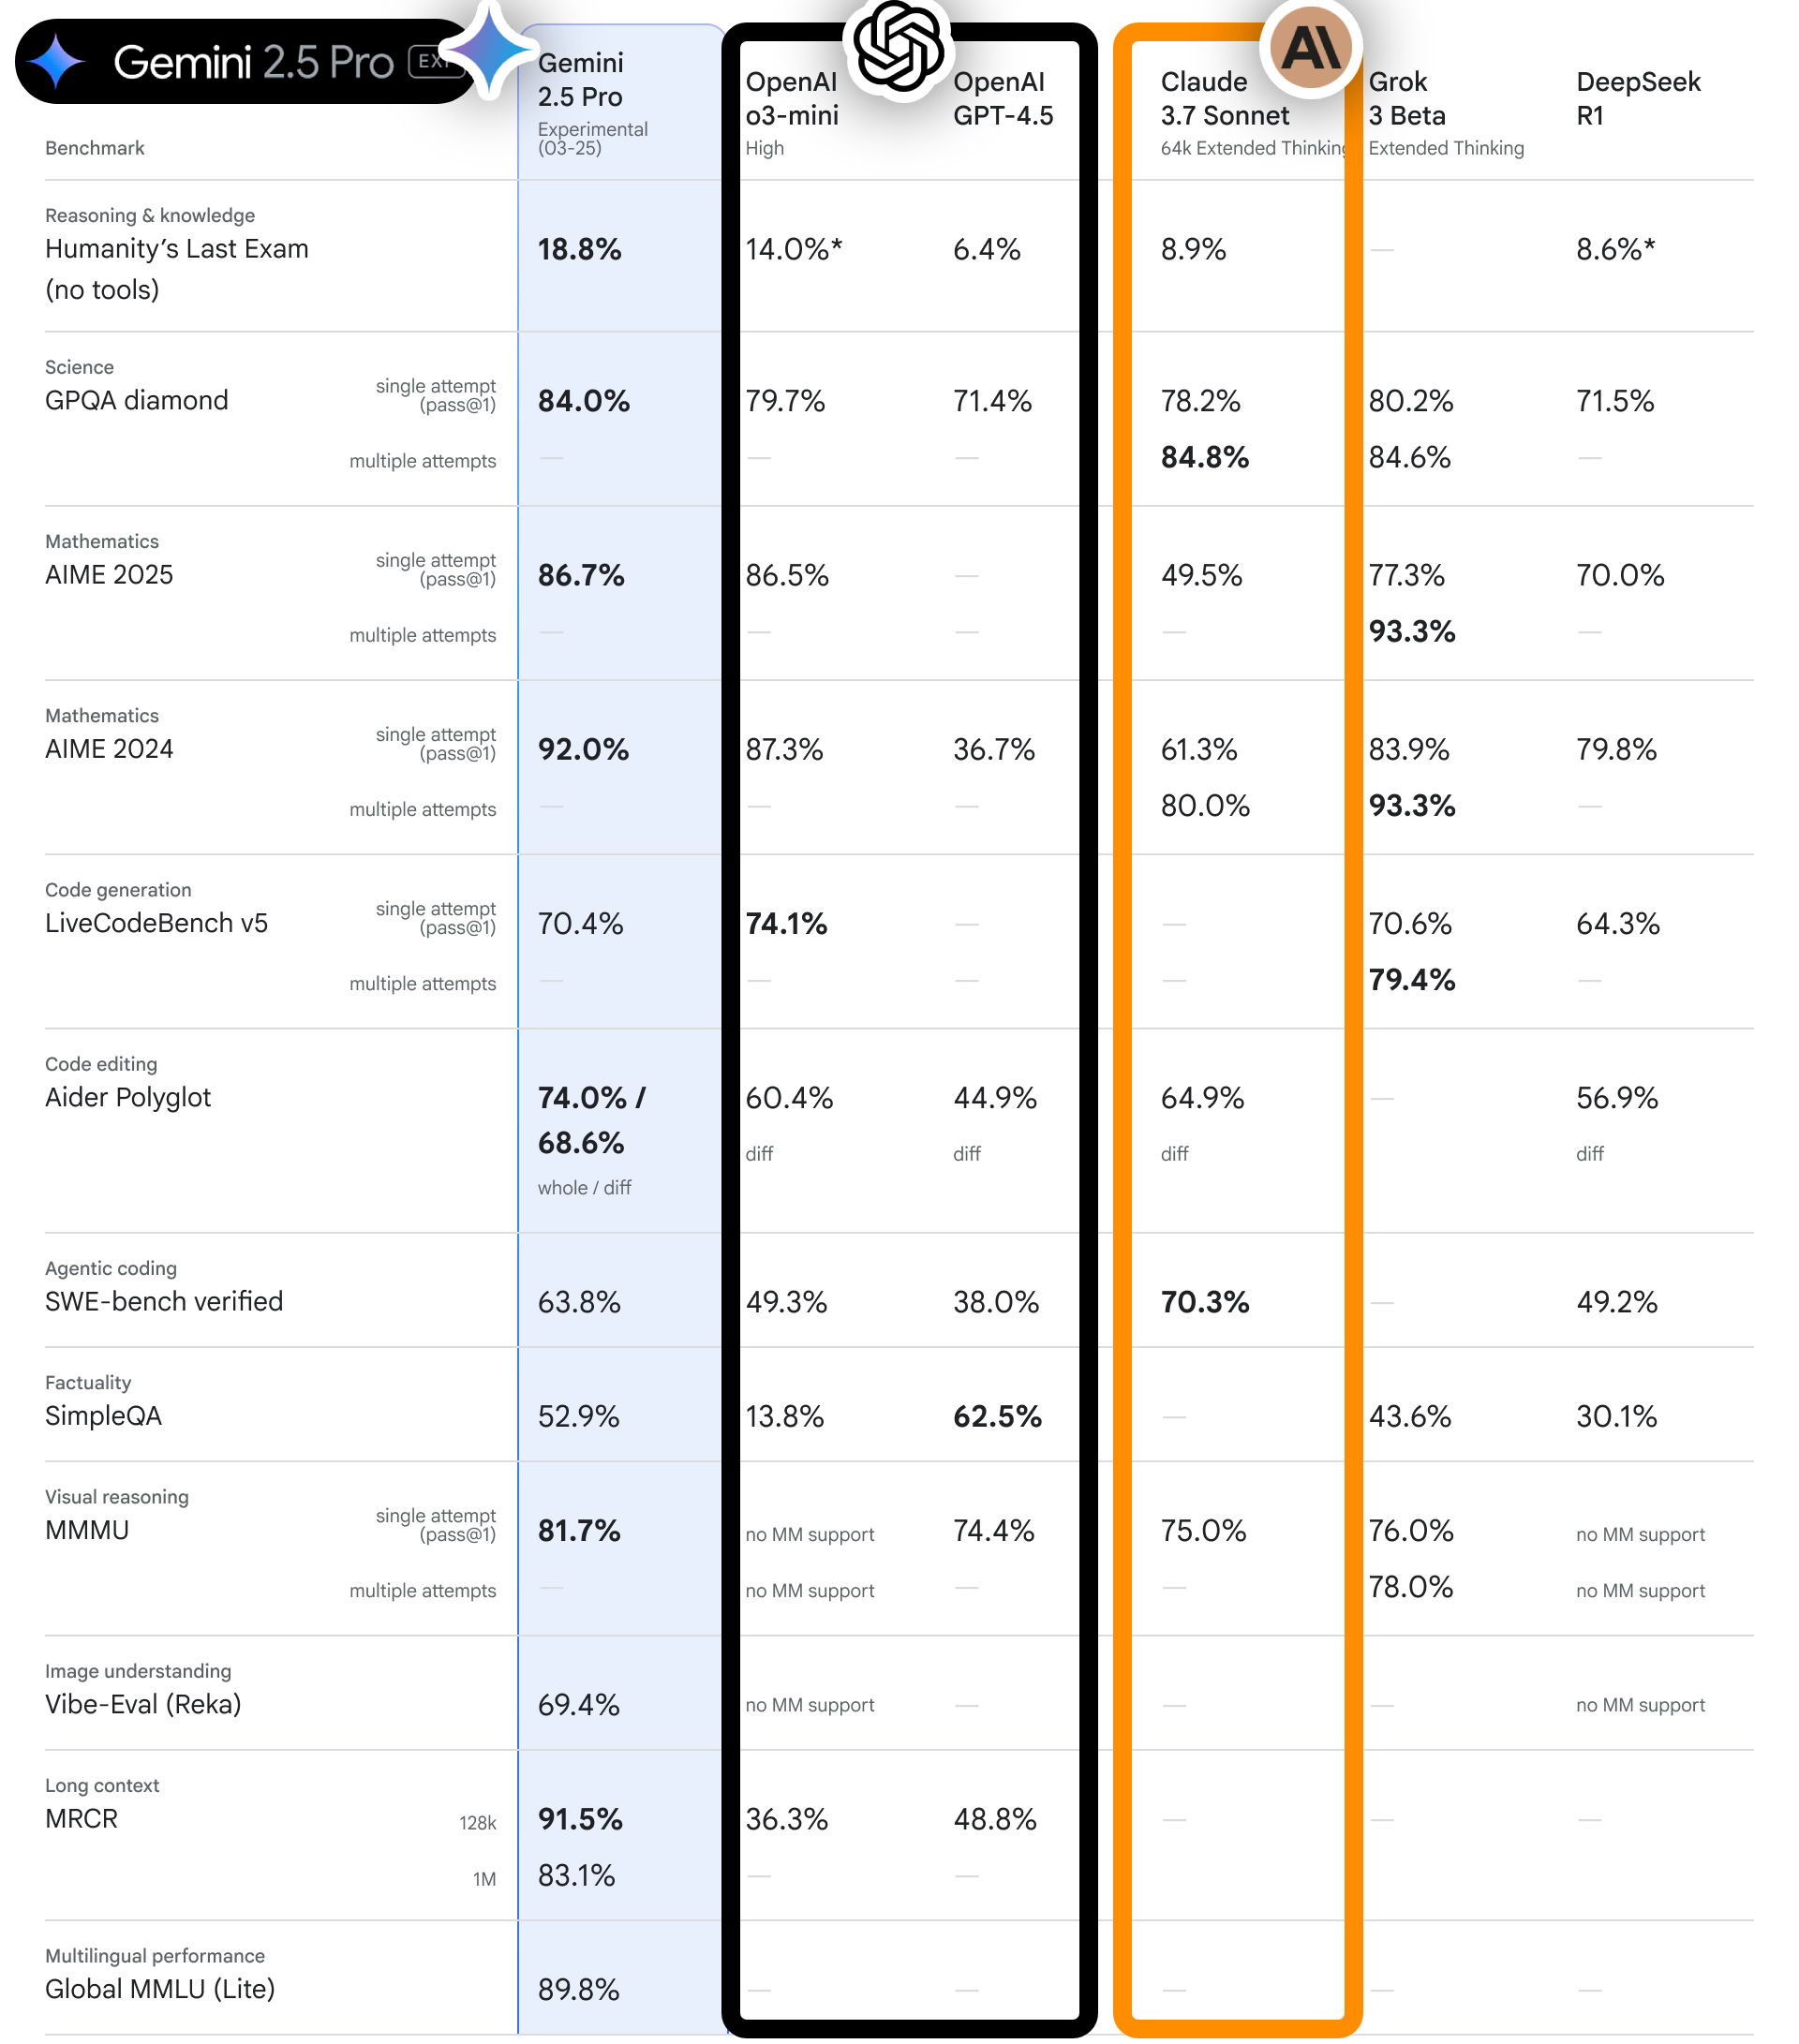 Gemini 2.5 Pro
Benchmark
Gemini 2.5 Pro Experimental (03-25)
OpenAI o3-mini High
OpenAI GPT-4.5
Claude 3.7 Sonnet 64k Extended Thinking
Grok 3 Beta Extended Thinking
DeepSeek R1
Reasoning & knowledge
Humanity's Last Exam (no tools) 18.8% 14.0%* 6.4% 8.9% — 8.6%*
Science
GPQA diamond single attempt (pass@1) 84.0% 79.7% 71.4% 78.2% 80.2% 71.5%
multiple attempts — — — 84.8% 84.6% —
Mathematics
AIME 2025 single attempt (pass@1) 86.7% 86.5% — 49.5% 77.3% 70.0%
multiple attempts — — — — 93.3% —
Mathematics
AIME 2024 single attempt (pass@1) 92.0% 87.3% 36.7% 61.3% 83.9% 79.8%
multiple attempts — — — 80.0% 93.3% —
Code generation
LiveCodeBench v5 single attempt (pass@1) 70.4% 74.1% — — 70.6% 64.3%
multiple attempts — — — — 79.4% —
Code editing
Aider Polyglot 74.0% / 68.6% 60.4% 44.9% 64.9% — 56.9%
whole / diff diff diff diff diff
Agentic coding
SWE-bench verified 63.8% 49.3% 38.0% 70.3% — 49.2%
Factuality
SimpleQA 52.9% 13.8% 62.5% — 43.6% 30.1%
Visual reasoning
MMMU single attempt (pass@1) 81.7% no MM support 74.4% 75.0% 76.0% no MM support
multiple attempts — no MM support — — 78.0% no MM support
Image understanding
Vibe-Eval (Reka) 69.4% no MM support — — — no MM support
Long context
MRCR 128k 91.5% 36.3% 48.8% — — —
1M 83.1% — —
Multilingual performance
Global MMLU (Lite) 89.8% — — — — —